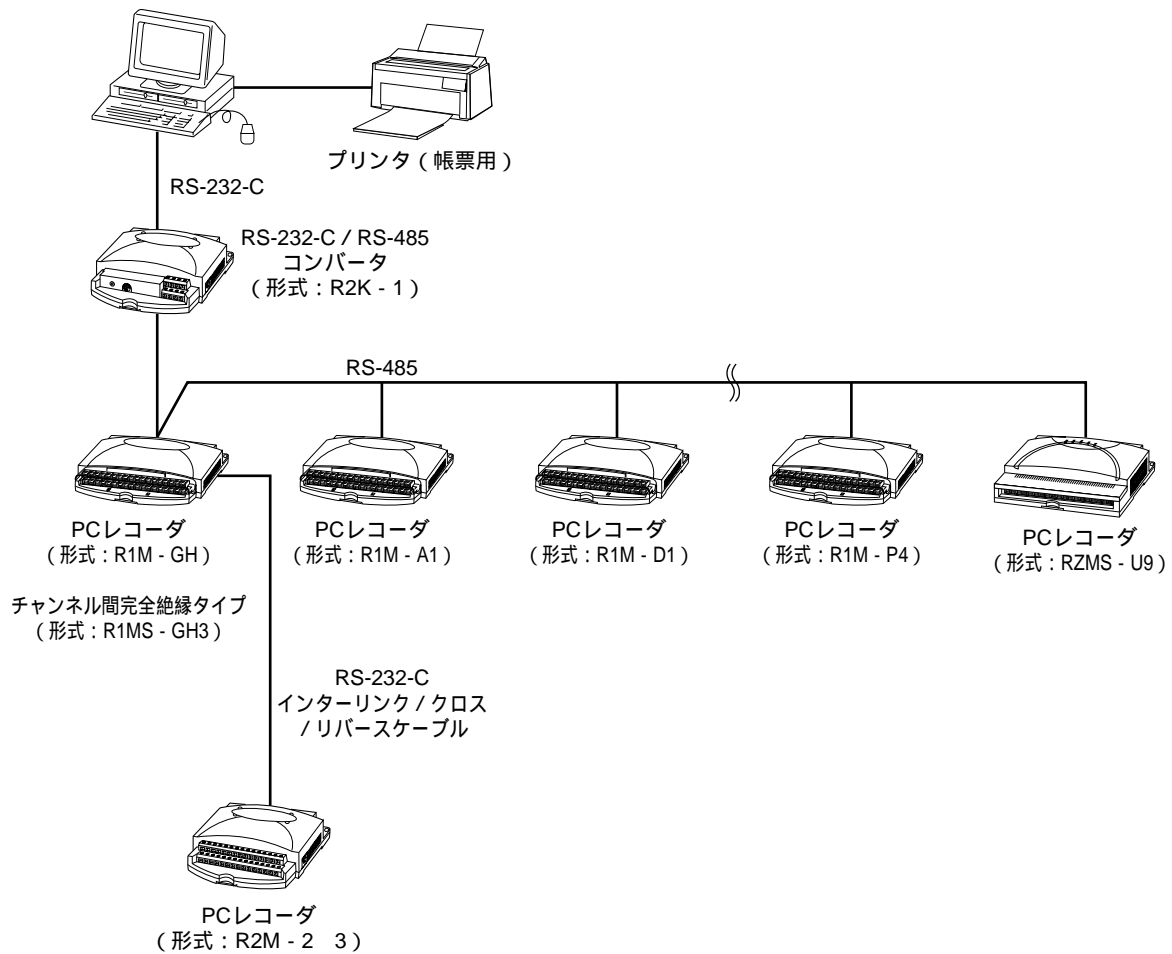 プリンタ（帳票用）
RS-232-C
RS-232-C / RS-485
コンバータ
（形式：R2K - 1）
RS-485
PCレコーダ
（形式：R1M - GH）
PCレコーダ
（形式：R1M - A1）
PCレコーダ
（形式：R1M - D1）
PCレコーダ
（形式：R1M - P4）
PCレコーダ
（形式：RZMS - U9）
チャンネル間完全絶縁タイプ
（形式：R1MS - GH3）
RS-232-C
インターリンク / クロス
/ リバースケーブル
PCレコーダ
（形式：R2M - 2　3）